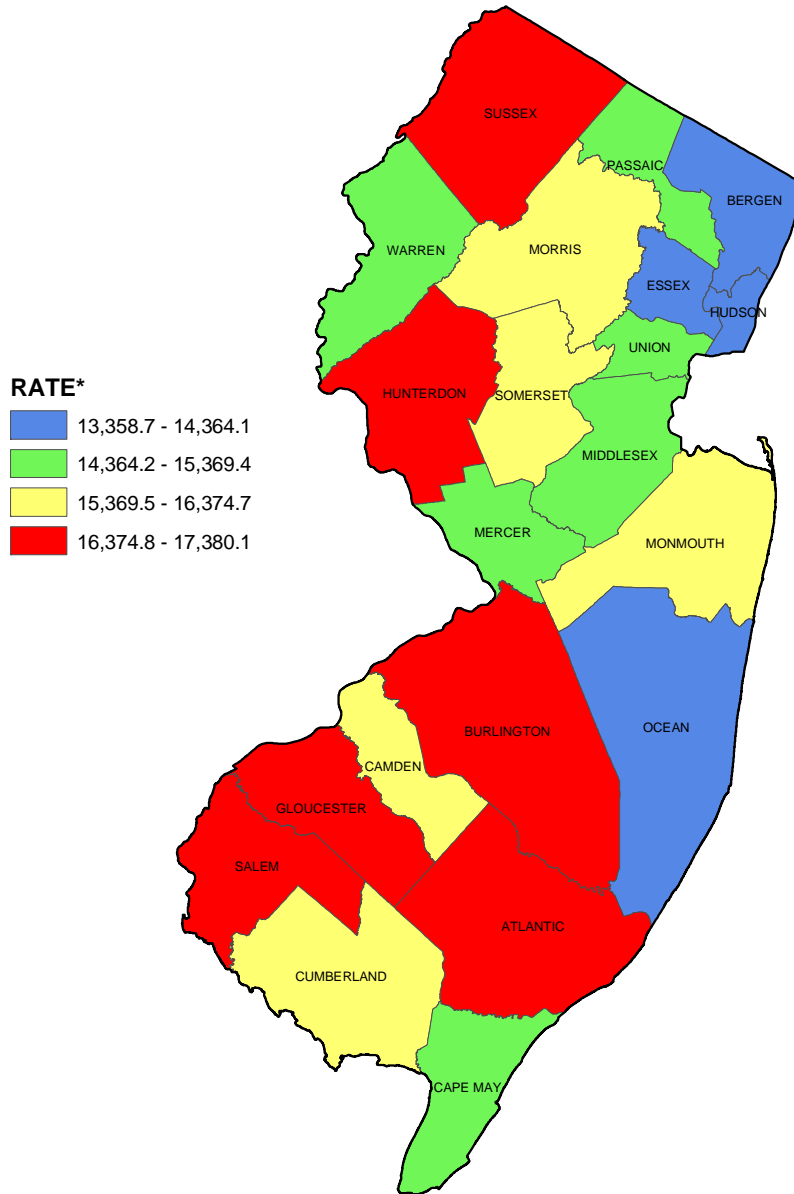 SUSSEX
PASSAIC
BERGEN
WARREN
MORRIS
ESSEX
HUDSON
UNION
HUNTERDON
SOMERSET
MIDDLESEX
MERCER
MONMOUTH
RATE*
13,358.7 - 14,364.1
14,364.2 - 15,369.4
15,369.5 - 16,374.7
16,374.8 - 17,380.1
OCEAN
BURLINGTON
CAMDEN
GLOUCESTER
SALEM
ATLANTIC
CUMBERLAND
CAPE MAY